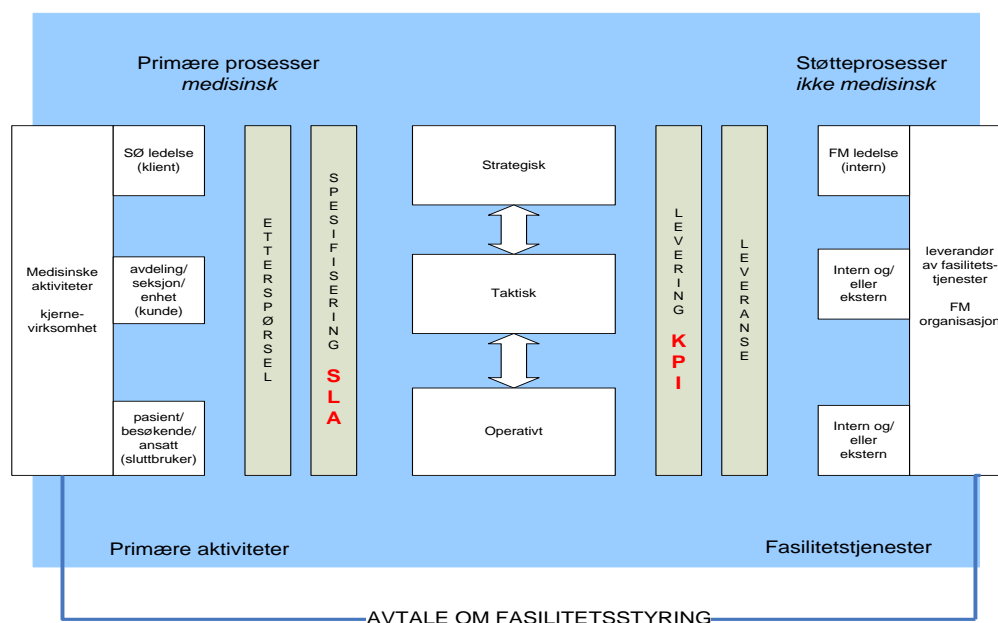 Primære prosesser
medisinsk
Støtteprosesser
ikke medisinsk
Medisinske
aktiviteter
kjerne-
virksomhet
SØ ledelse
(klient)
avdeling/
seksjon/
enhet
(kunde)
pasient/
besøkende/
ansatt
(sluttbruker)
ETTERSPØRSEL
SPESIFISERING SLA
Strategisk
Taktisk
Operativt
LEVERING KPI
LEVERANSE
FM ledelse
(intern)
Intern og/
eller
ekstern
Intern og/
eller
ekstern
leverandør
av fasilitets-
tjenester
FM
organisasjon
Primære aktiviteter
Fasilitetstjenester
AVTALE OM FASILITETSSTYRING